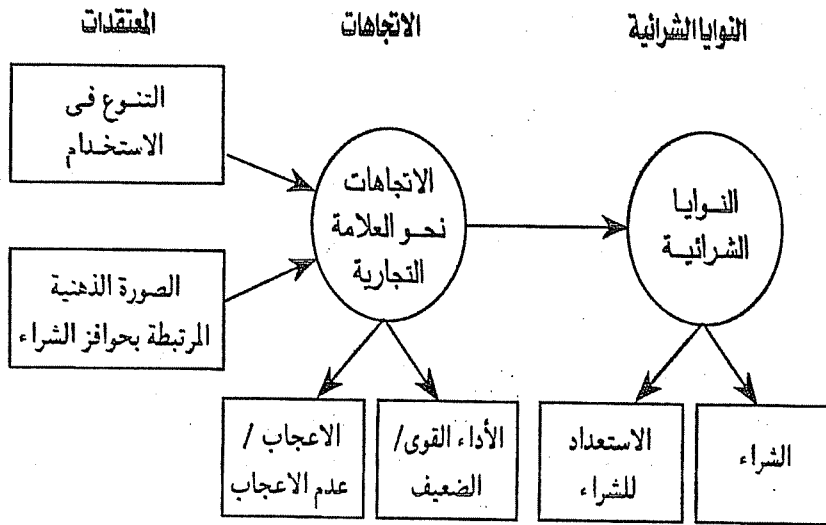 النوايا الشرائية
الاتجاهات
المعتقدات
التنوع فى
الاستخدام
الصورة الذهنية
المرتبطة بحوافز الشراء
الاتجاهات
نحو العلامة
التجارية
النوايا
الشرائية
الشراء
الاستعداد
للشراء
الأداء القوى/
الضعيف
الاعجاب /
عدم الاعجاب